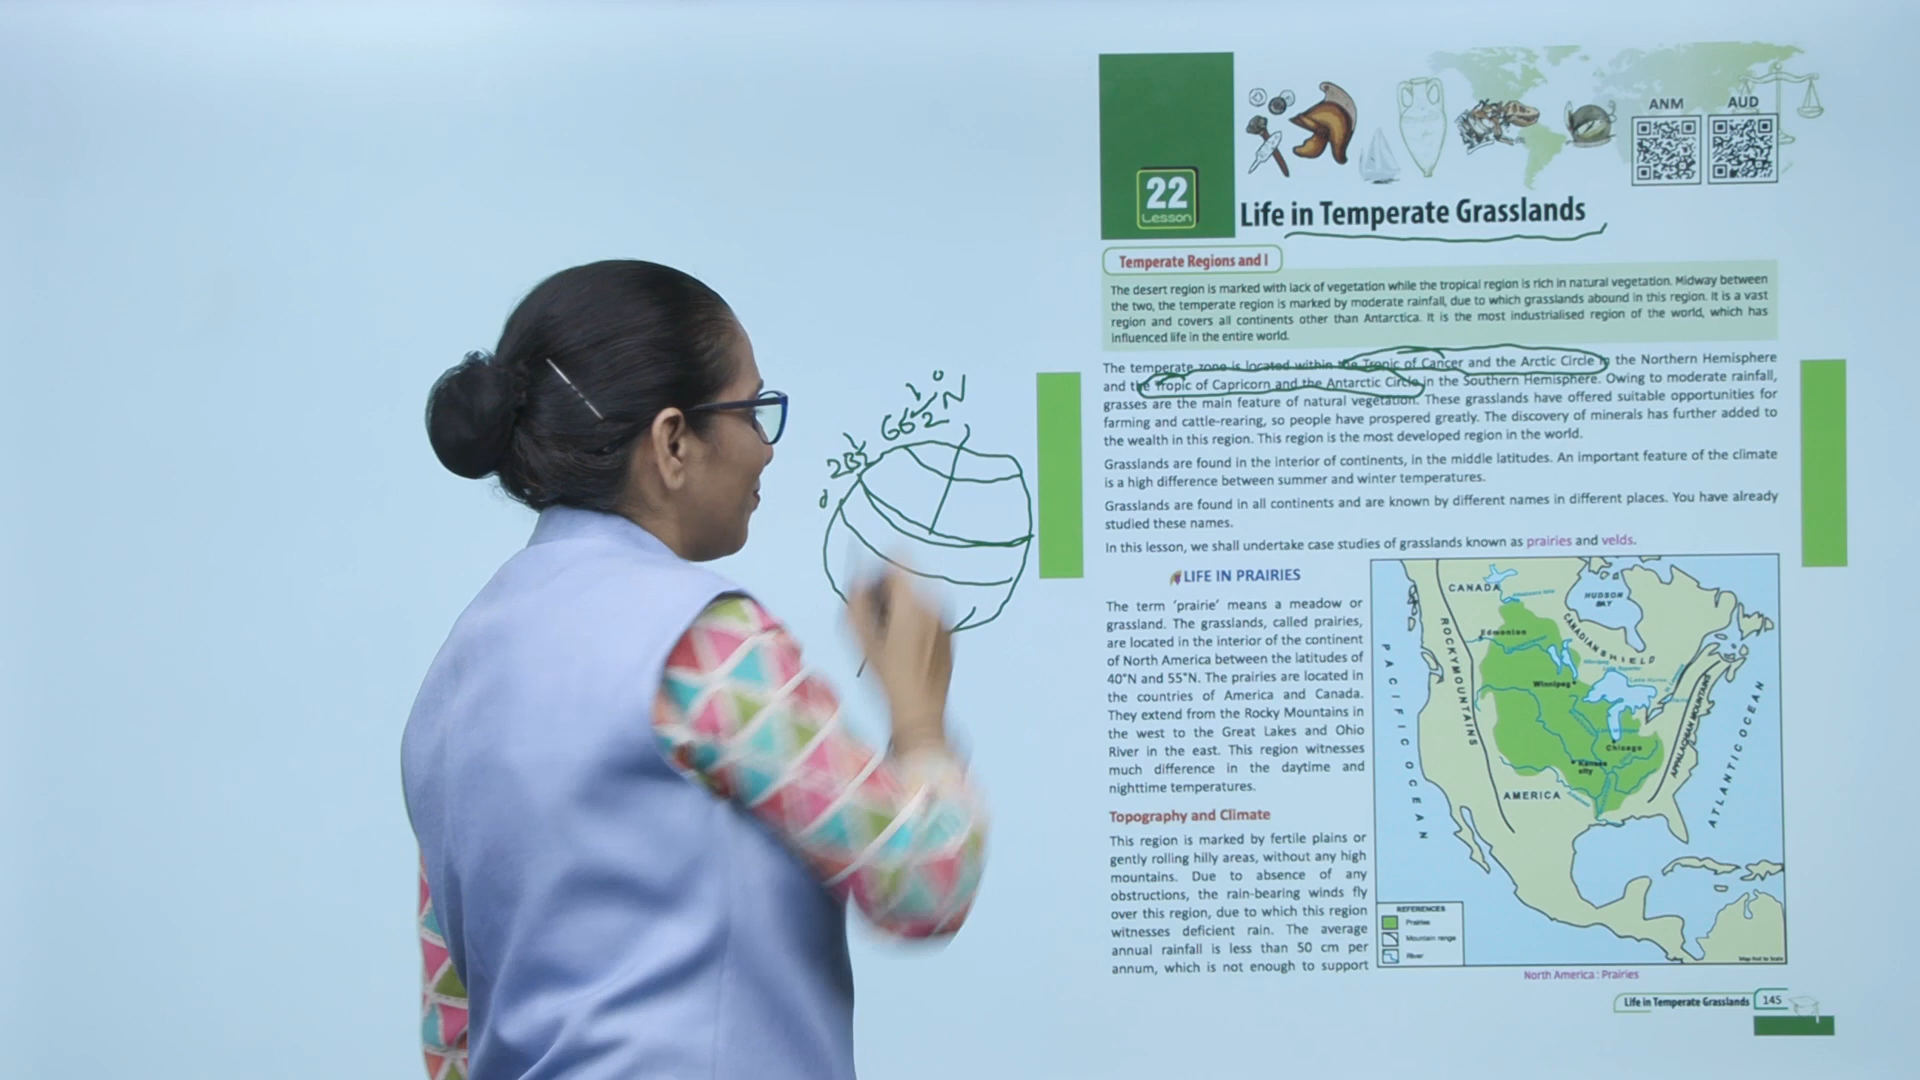 ANM
AUD
22
Lesson
Life in Temperate Grasslands
Temperate Regions and I
The desert region is marked with lack of vegetation while the tropical region is rich in natural vegetation. Midway between
the two, the temperate region is marked by moderate rainfall, due to which grasslands abound in this region. It is a vast
region and covers all continents other than Antarctica. It is the most industrialised region of the world, which has
influenced life in the entire world.
The temperate zone is located within the Tropic of Cancer and the Arctic Circle in the Northern Hemisphere
and the Tropic of Capricorn and the Antarctic Circle in the Southern Hemisphere. Owing to moderate rainfall,
grasses are the main feature of natural vegetation. These grasslands have offered suitable opportunities for
farming and cattle-rearing, so people have prospered greatly. The discovery of minerals has further added to
the wealth in this region. This region is the most developed region in the world.
Grasslands are found in the interior of continents, in the middle latitudes. An important feature of the climate
is a high difference between summer and winter temperatures.
Grasslands are found in all continents and are known by different names in different places. You have already
studied these names.
In this lesson, we shall undertake case studies of grasslands known as prairies and velds.
LIFE IN PRAIRIES
The term 'prairie' means a meadow or
grassland. The grasslands, called prairies,
are located in the interior of the continent
of North America between the latitudes of
40°N and 55°N. The prairies are located in
the countries of America and Canada.
They extend from the Rocky Mountains in
the west to the Great Lakes and Ohio
River in the east. This region witnesses
much difference in the daytime and
nighttime temperatures.
Topography and Climate
This region is marked by fertile plains or
gently rolling hilly areas, without any high
mountains. Due to absence of any
obstructions, the rain-bearing winds fly
over this region, due to which this region
witnesses deficient rain. The average
annual rainfall is less than 50 cm per
annum, which is not enough to support
CANADA
HUDSON
BAY
CANADIAN SHIELD
Edmonton
ROCKY MOUNTAINS
PACIFIC OCEAN
Winnipeg
Chicago
Kansas
city
APPALACHIAN MOUNTAINS
ATLANTIC OCEAN
AMERICA
REFERENCES
Prairies
Mountain range
River
Map Not to Scale
North America : Prairies
Life in Temperate Grasslands 145